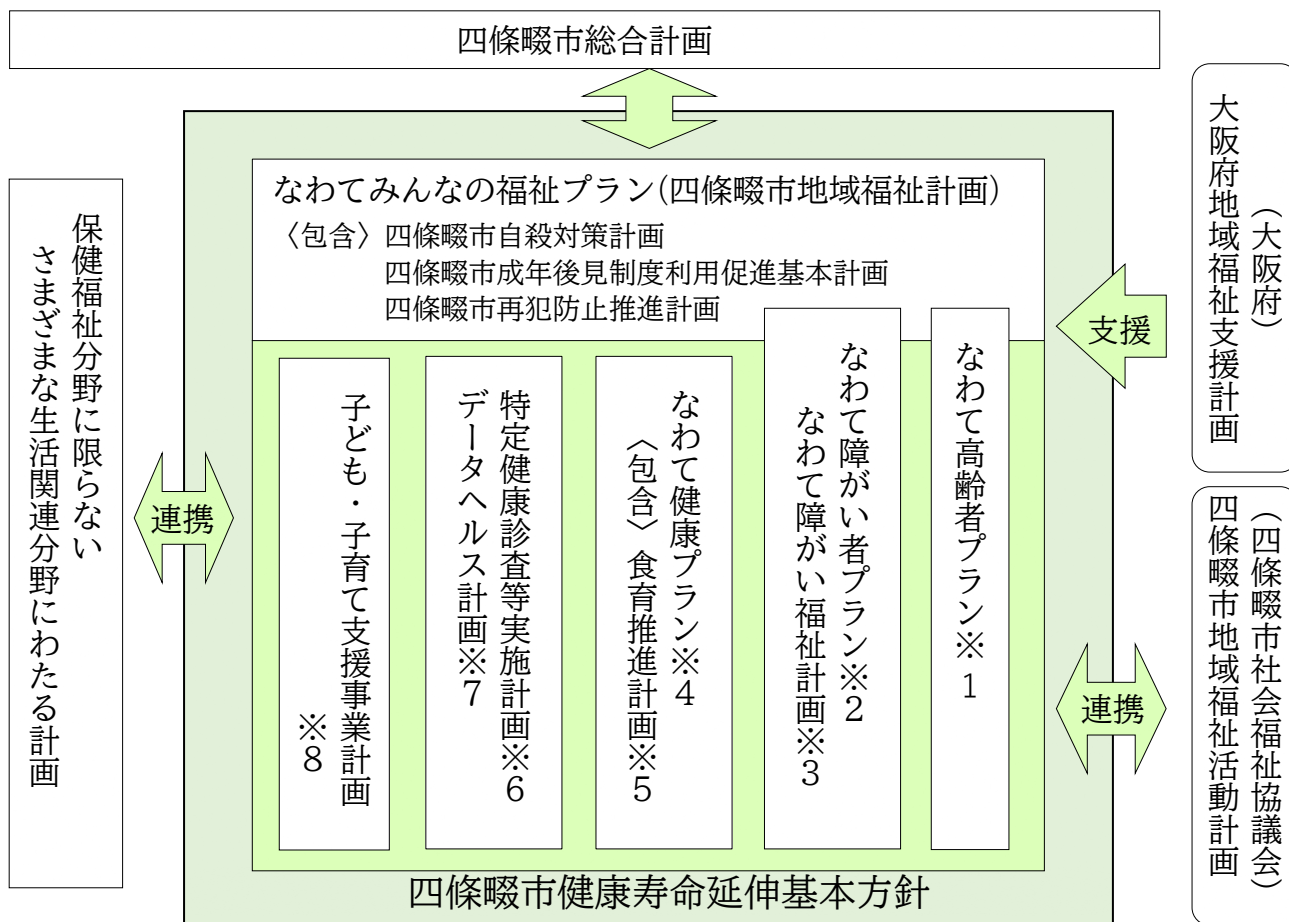 四條畷市総合計画
大阪府地域福祉支援計画
（大阪府）
なわてみんなの福祉プラン(四條畷市地域福祉計画)
〈包含〉四條畷市自殺対策計画
四條畷市成年後見制度利用促進基本計画
四條畷市再犯防止推進計画
保健福祉分野に限らない
さまざまな生活関連分野にわたる計画
支援
なわて高齢者プラン※1
なわて障がい者プラン※2
なわて障がい福祉計画※3
なわて健康プラン※4
〈包含〉食育推進計画※5
特定健康診査等実施計画※6
データヘルス計画※7
子ども・子育て支援事業計画
※8
連携
連携
（四條畷市社会福祉協議会）
四條畷市地域福祉活動計画
四條畷市健康寿命延伸基本方針